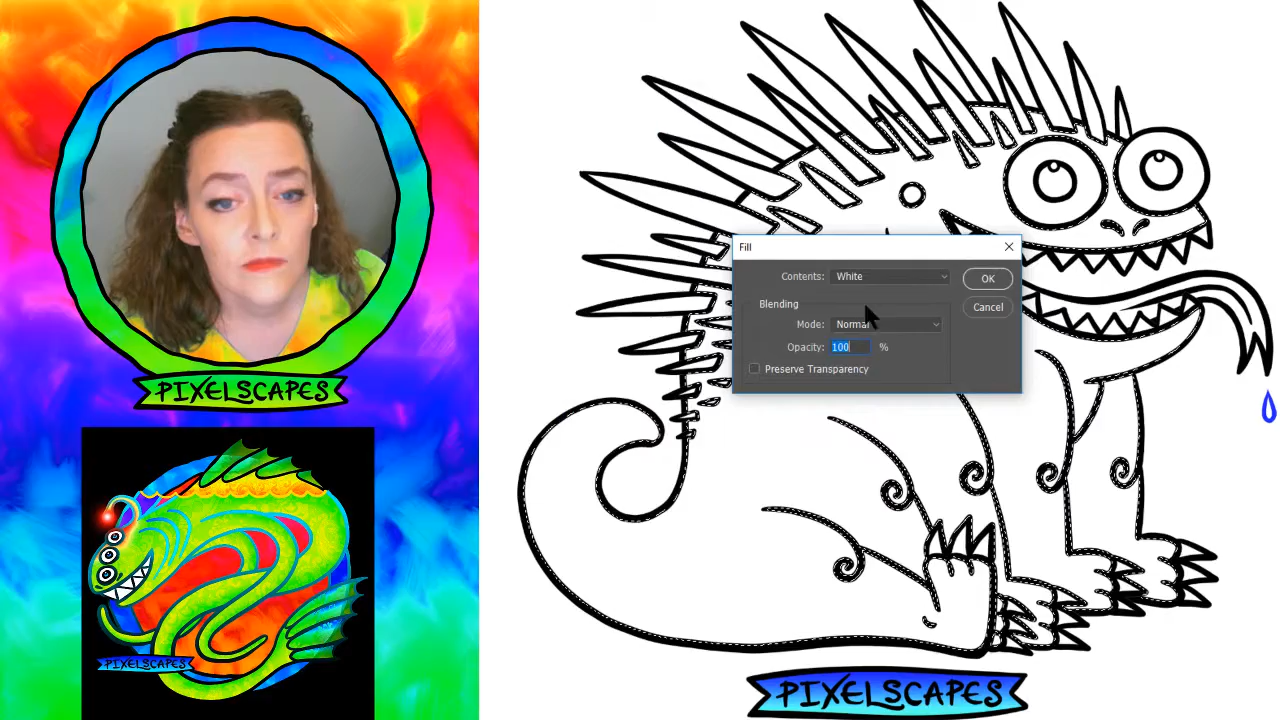 PIXELSCAPES
PIXELSCAPES
Fill
Contents: White
OK
Blending
Cancel
Mode: Normal
Opacity: 100 %
Preserve Transparency
PIXELSCAPES